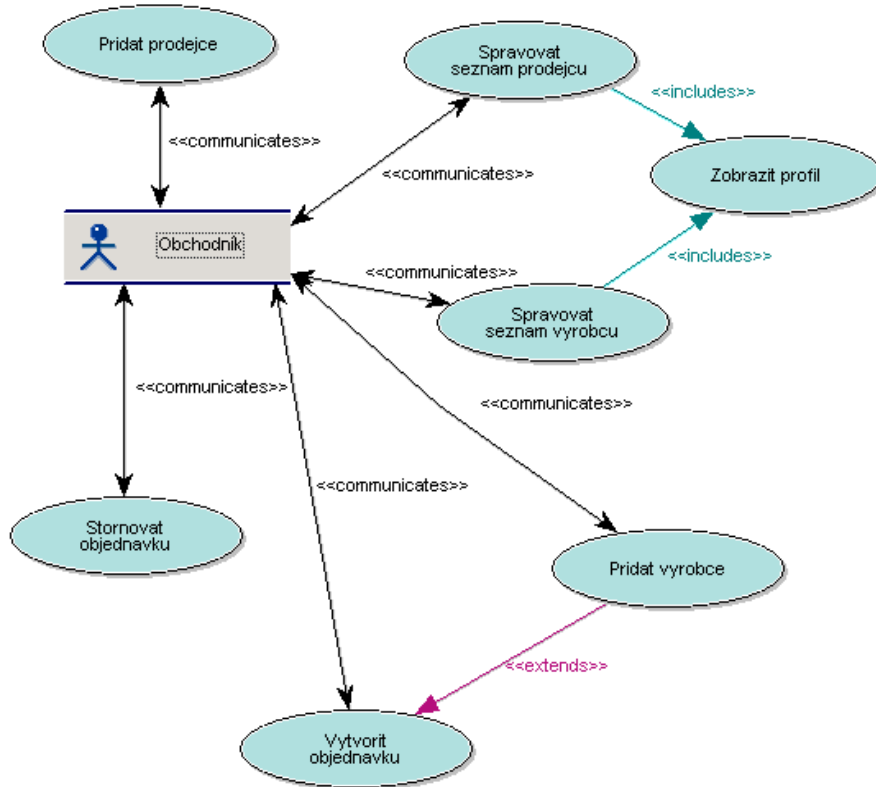 Pridat prodejce
Spravovat
seznam prodejcu
<<includes>>
<<communicates>>
<<communicates>>
Zobrazit profil
Obchodník
<<includes>>
<<communicates>>
Spravovat
seznam vyrobcu
<<communicates>>
<<communicates>>
<<communicates>>
Stornovat
objednavku
Pridat vyrobce
<<extends>>
Vytvorit
objednavku